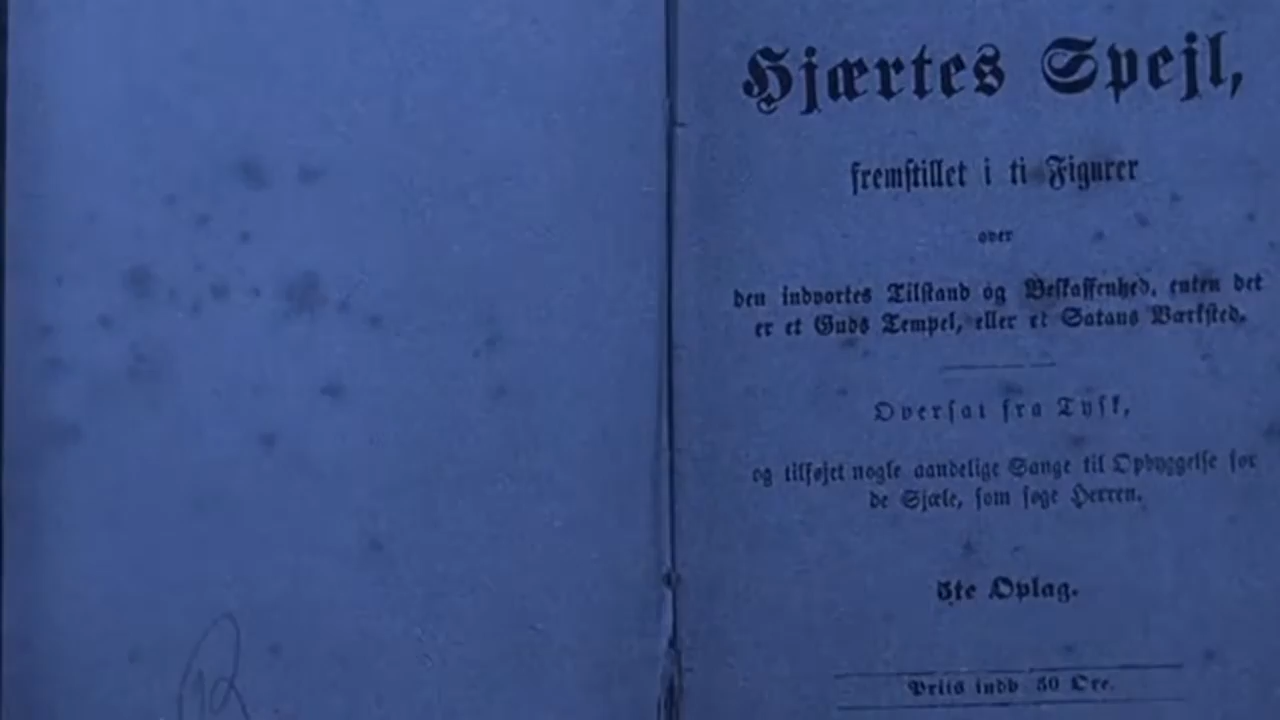 Hjærtes Spejl,
fremstillet i ti Figurer
over
den indvortes Tilstand og Beskaffenhed, enten det
er et Guds Tempel, eller et Satans Værksted.
Oversat fra Tysk,
og tilføjet nogle aandelige Sange til Opbyggelse for
de Sjæle, som søge Herren.
5te Oplag.
Priis indb 50 Øre.